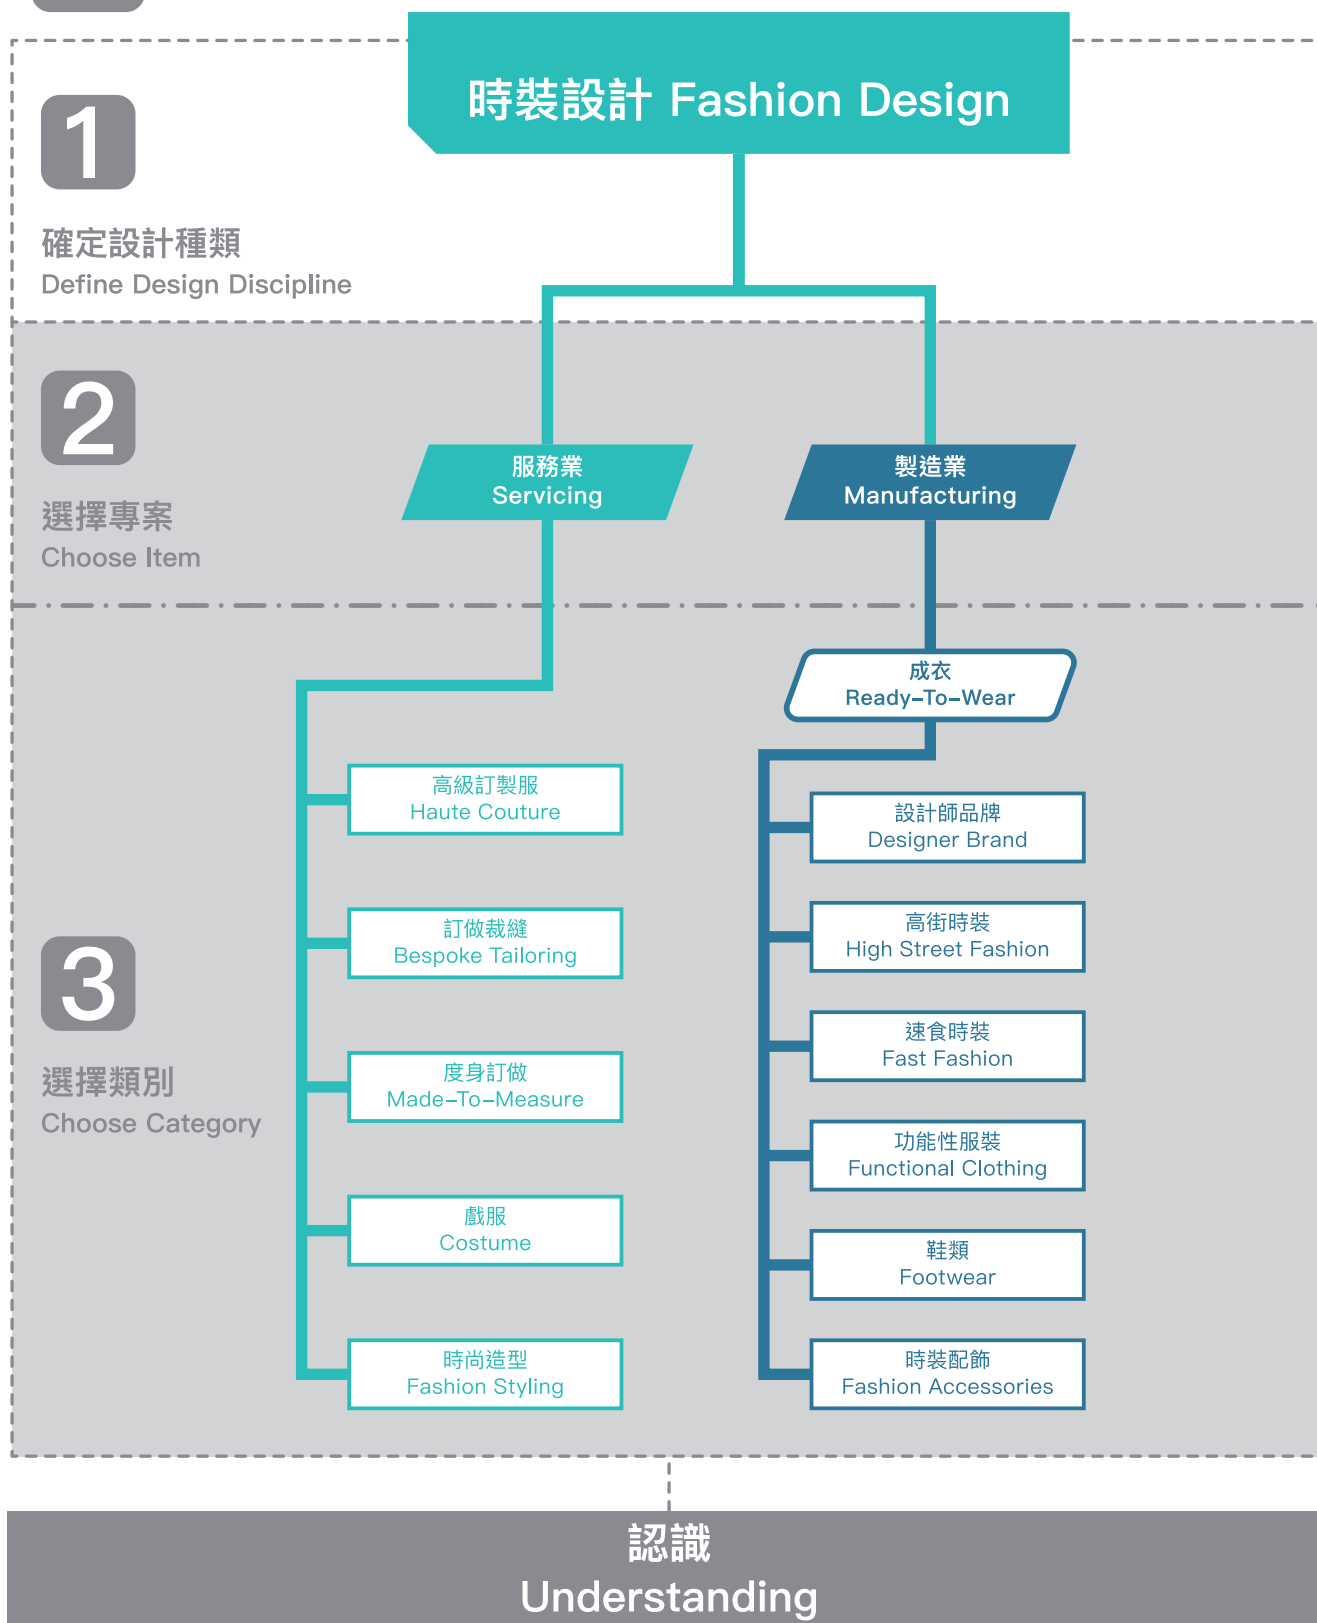 時裝設計 Fashion Design
1
確定設計種類
Define Design Discipline
2
選擇專案
Choose Item
服務業
Servicing
製造業
Manufacturing
3
選擇類別
Choose Category
高級訂製服
Haute Couture
訂做裁縫
Bespoke Tailoring
度身訂做
Made-To-Measure
戲服
Costume
時尚造型
Fashion Styling
成衣
Ready-To-Wear
設計師品牌
Designer Brand
高街時裝
High Street Fashion
速食時裝
Fast Fashion
功能性服裝
Functional Clothing
鞋類
Footwear
時裝配飾
Fashion Accessories
認識
Understanding